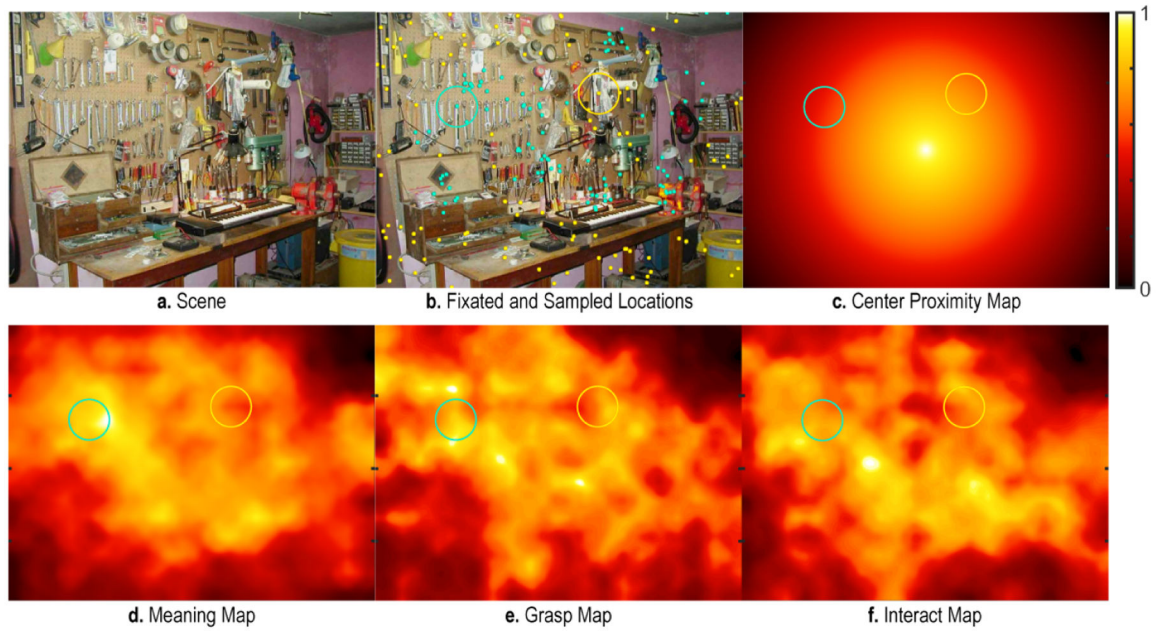 1
0
a. Scene
b. Fixated and Sampled Locations
c. Center Proximity Map
d. Meaning Map
e. Grasp Map
f. Interact Map